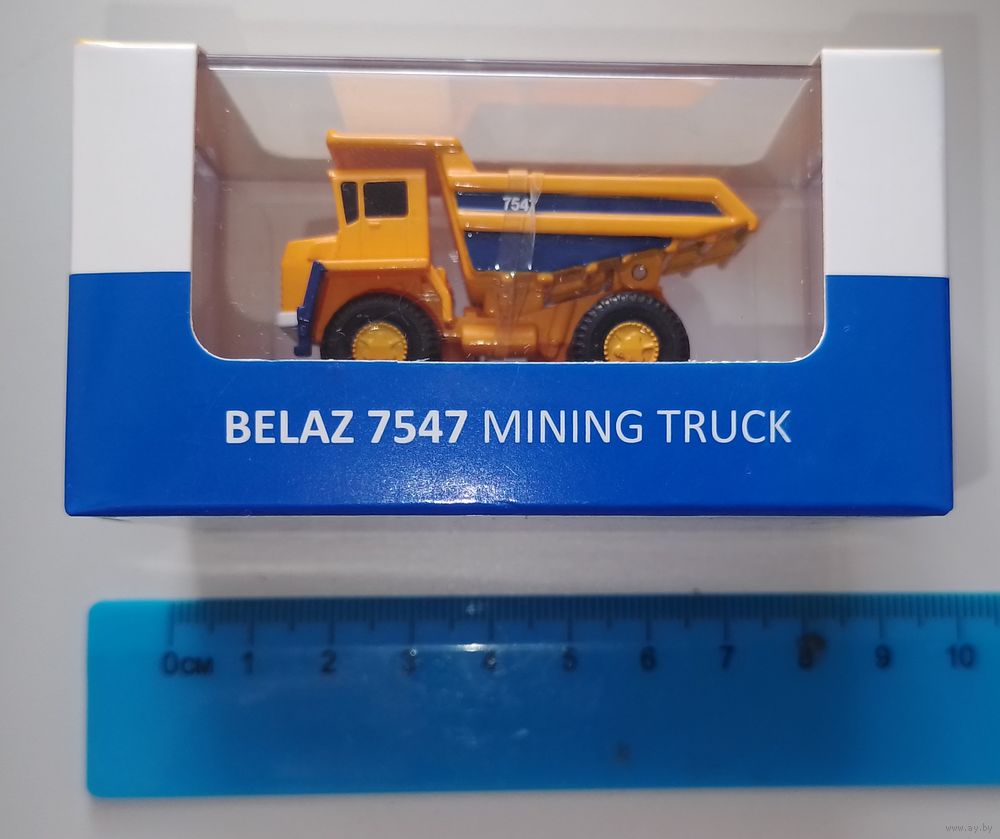 7547
BELAZ 7547 MINING TRUCK
0см 1 2 3 4 5 6 7 8 9 10
www.ay.by